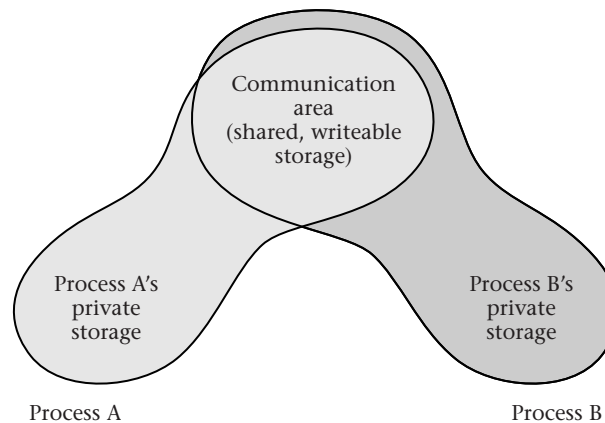 Communication
area
(shared, writeable
storage)
Process A’s
private
storage
Process B’s
private
storage
Process A
Process B